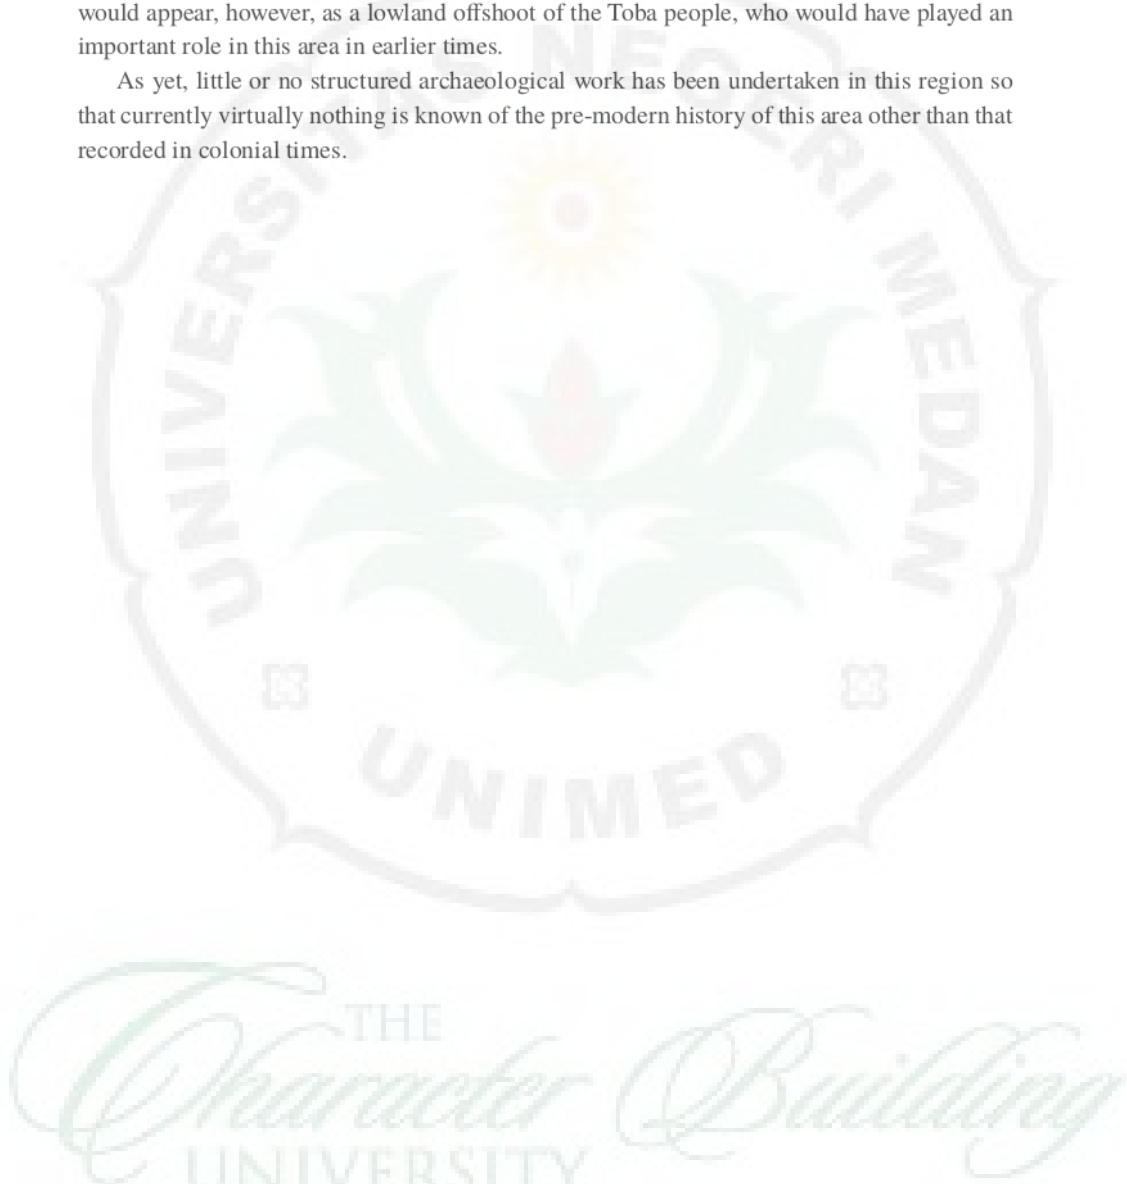 would appear, however, as a lowland offshoot of the Toba people, who would have played an
important role in this area in earlier times.
As yet, little or no structured archaeological work has been undertaken in this region so
that currently virtually nothing is known of the pre-modern history of this area other than that
recorded in colonial times.
UNIVERSITAS NEGERI MEDAN
UNIMED
THE
Character Building
UNIVERSITY